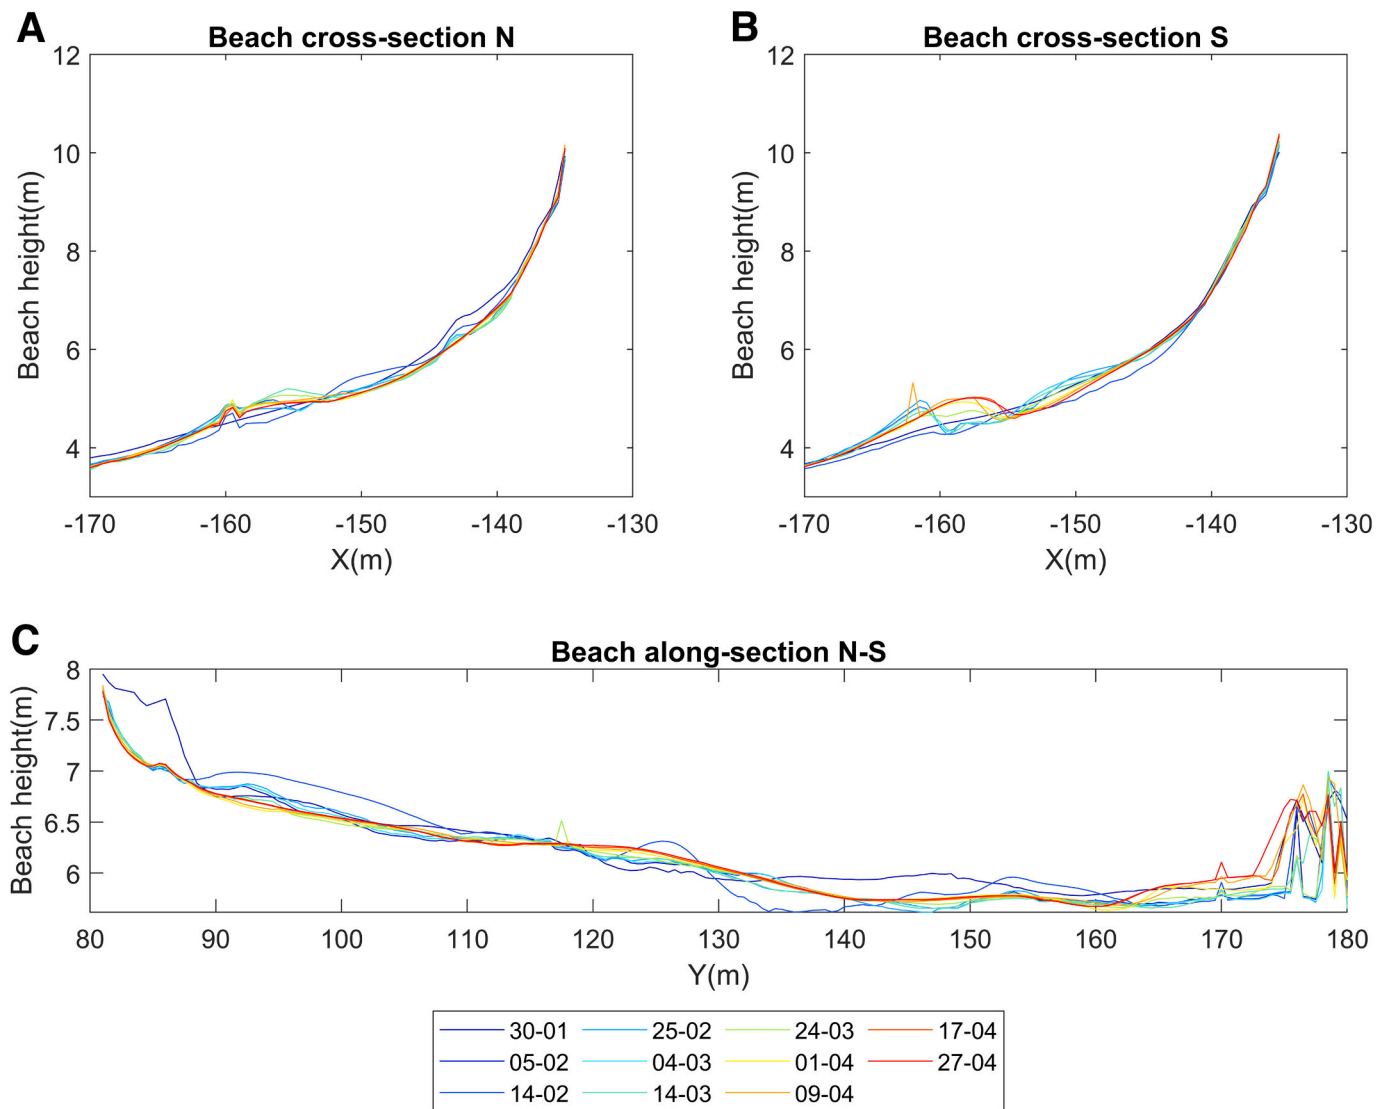 A
Beach cross-section N
Beach height(m)
12
10
8
6
4
-170 -160 -150 -140 -130
X(m)
B
Beach cross-section S
Beach height(m)
12
10
8
6
4
-170 -160 -150 -140 -130
X(m)
C
Beach along-section N-S
Beach height(m)
8
7.5
7
6.5
6
80 90 100 110 120 130 140 150 160 170 180
Y(m)
30-01 25-02 24-03 17-04
05-02 04-03 01-04 27-04
14-02 14-03 09-04